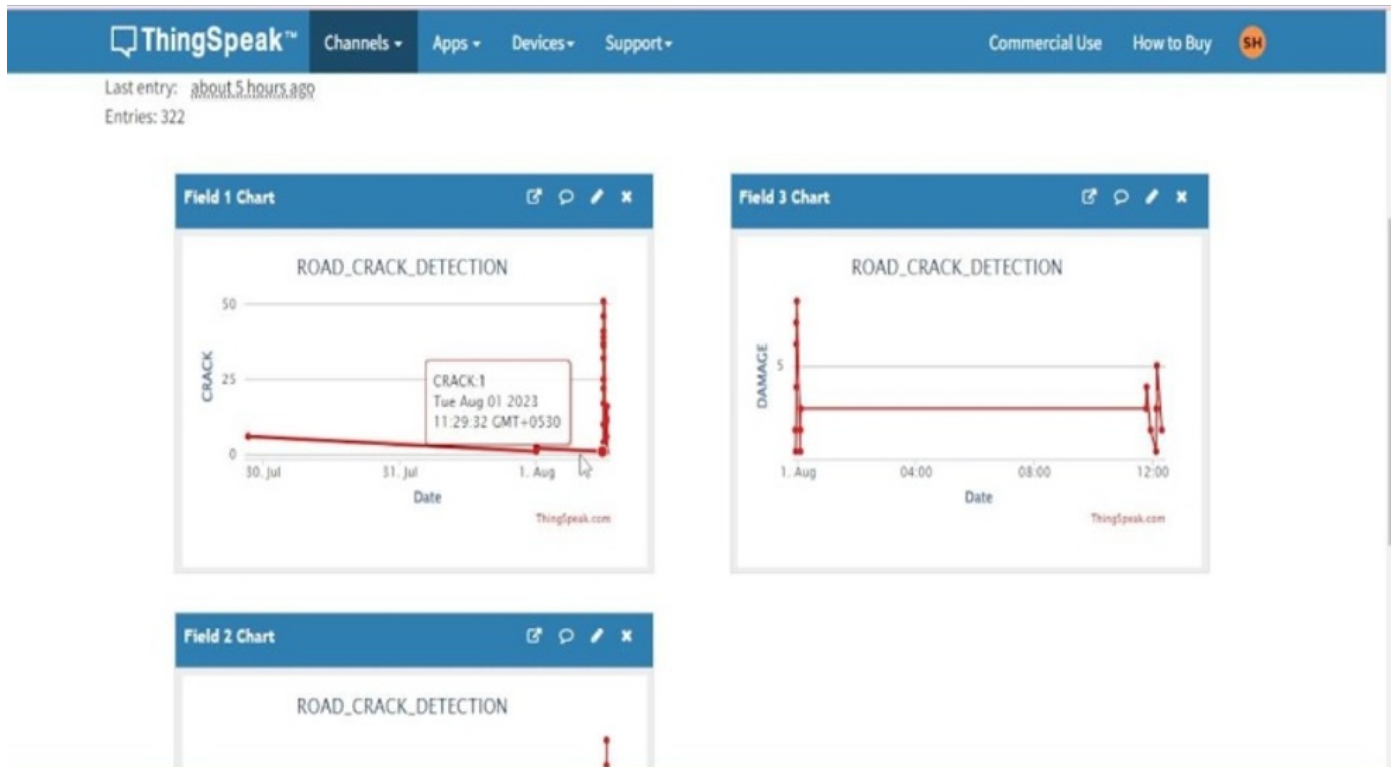 ThingSpeak™ Channels Apps Devices Support Commercial Use How to Buy SH
Last entry: about 5 hours ago
Entries: 322
Field 1 Chart
ROAD_CRACK_DETECTION
CRACK
50
25
0
CRACK:1
Tue Aug 01 2023
11:29:32 GMT+0530
30. Jul 31. Jul 1. Aug
Date
ThingSpeak.com
Field 3 Chart
ROAD_CRACK_DETECTION
DAMAGE
5
1. Aug 04:00 08:00 12:00
Date
ThingSpeak.com
Field 2 Chart
ROAD_CRACK_DETECTION